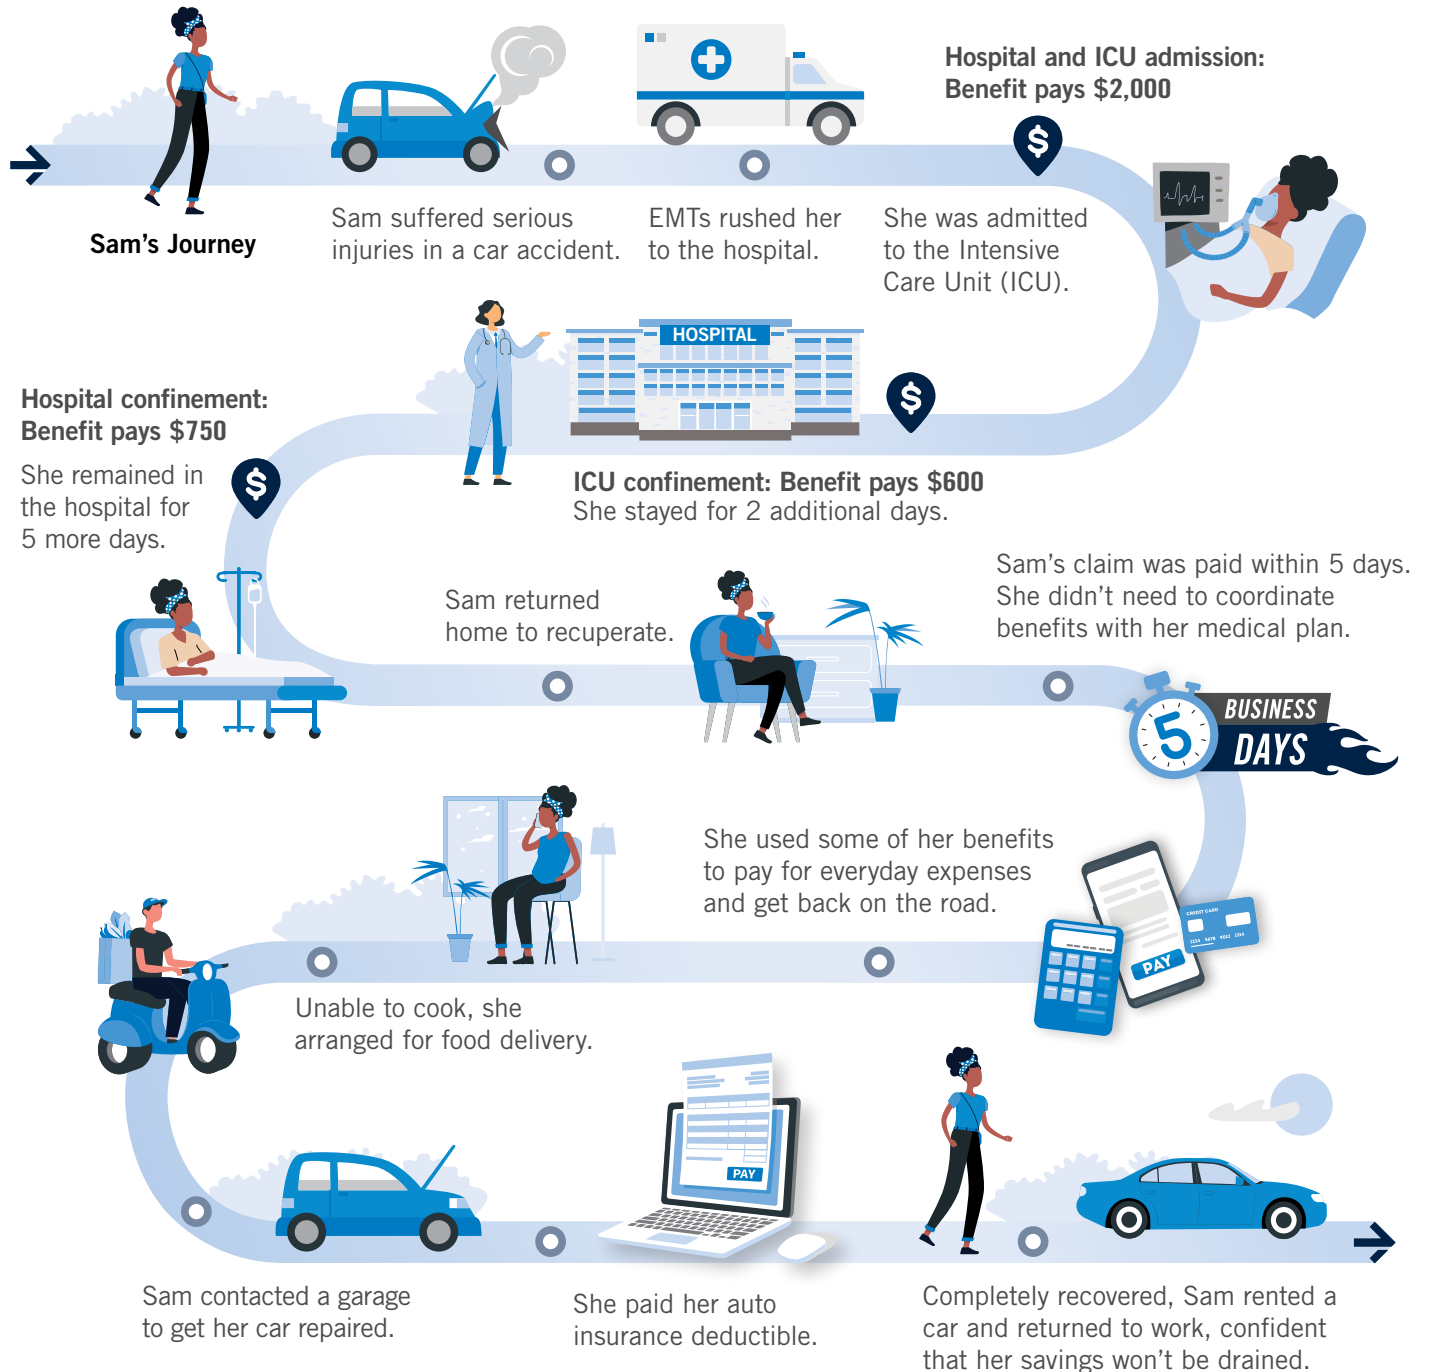 Hospital and ICU admission:
Benefit pays $2,000
$
Sam's Journey
Sam suffered serious
injuries in a car accident.
EMTs rushed her
to the hospital.
She was admitted
to the Intensive
Care Unit (ICU).
HOSPITAL
$
Hospital confinement:
Benefit pays $750
She remained in
the hospital for
5 more days.
$
ICU confinement: Benefit pays $600
She stayed for 2 additional days.
Sam returned
home to recuperate.
Sam's claim was paid within 5 days.
She didn't need to coordinate
benefits with her medical plan.
5
BUSINESS
DAYS
She used some of her benefits
to pay for everyday expenses
and get back on the road.
CREDIT CARD
1234 5678 9012 1314
PAY
Unable to cook, she
arranged for food delivery.
PAY
Sam contacted a garage
to get her car repaired.
She paid her auto
insurance deductible.
Completely recovered, Sam rented a
car and returned to work, confident
that her savings won't be drained.